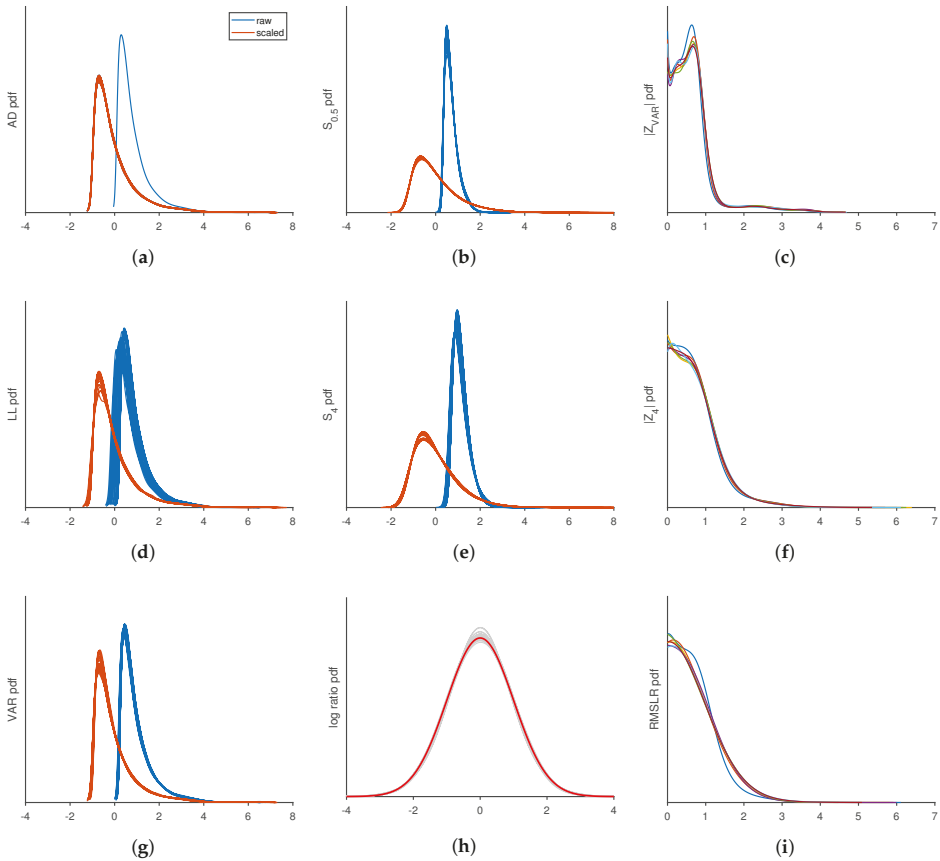 raw
scaled
AD pdf
-4 -2 0 2 4 6 8
(a)
S0.5 pdf
-4 -2 0 2 4 6 8
(b)
|ZVAR| pdf
0 1 2 3 4 5 6 7
(c)
LL pdf
-4 -2 0 2 4 6 8
(d)
S4 pdf
-4 -2 0 2 4 6 8
(e)
|Z4| pdf
0 1 2 3 4 5 6 7
(f)
VAR pdf
-4 -2 0 2 4 6 8
(g)
log ratio pdf
-4 -2 0 2 4
(h)
RMSLR pdf
0 1 2 3 4 5 6 7
(i)